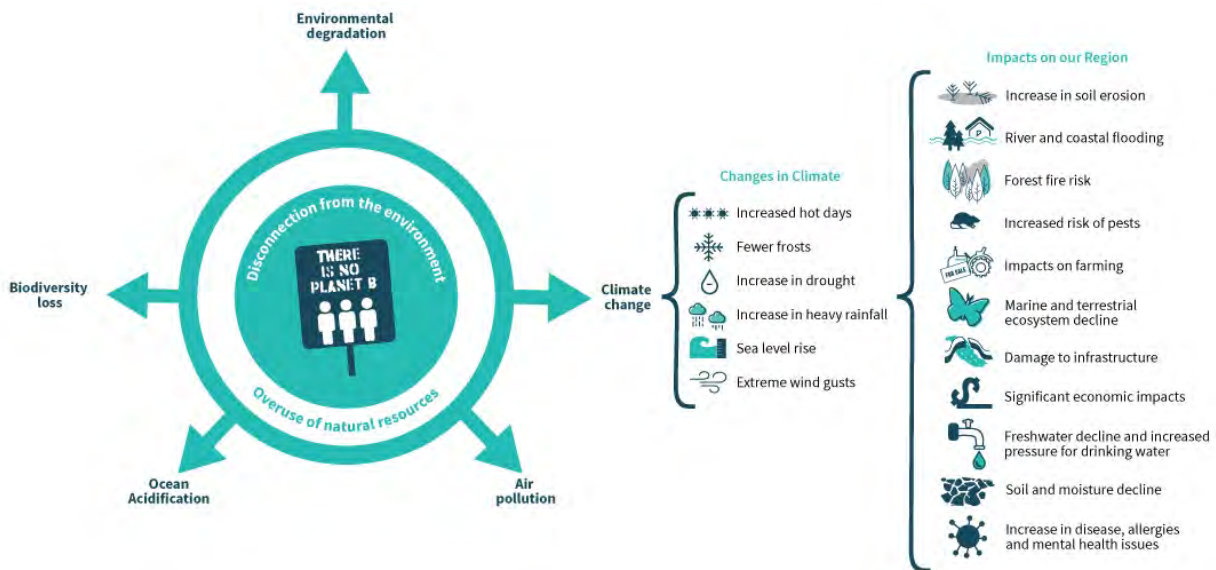 Environmental
degradation
Disconnection from the environment
THERE
IS NO
PLANET B
Overuse of natural resources
Biodiversity
loss
Ocean
Acidification
Air
pollution
Climate
change
Changes in Climate
Increased hot days
Fewer frosts
Increase in drought
Increase in heavy rainfall
Sea level rise
Extreme wind gusts
Impacts on our Region
Increase in soil erosion
P
River and coastal flooding
Forest fire risk
Increased risk of pests
FOR SALE
Impacts on farming
Marine and terrestrial
ecosystem decline
Damage to infrastructure
Significant economic impacts
Freshwater decline and increased
pressure for drinking water
Soil and moisture decline
Increase in disease, allergies
and mental health issues